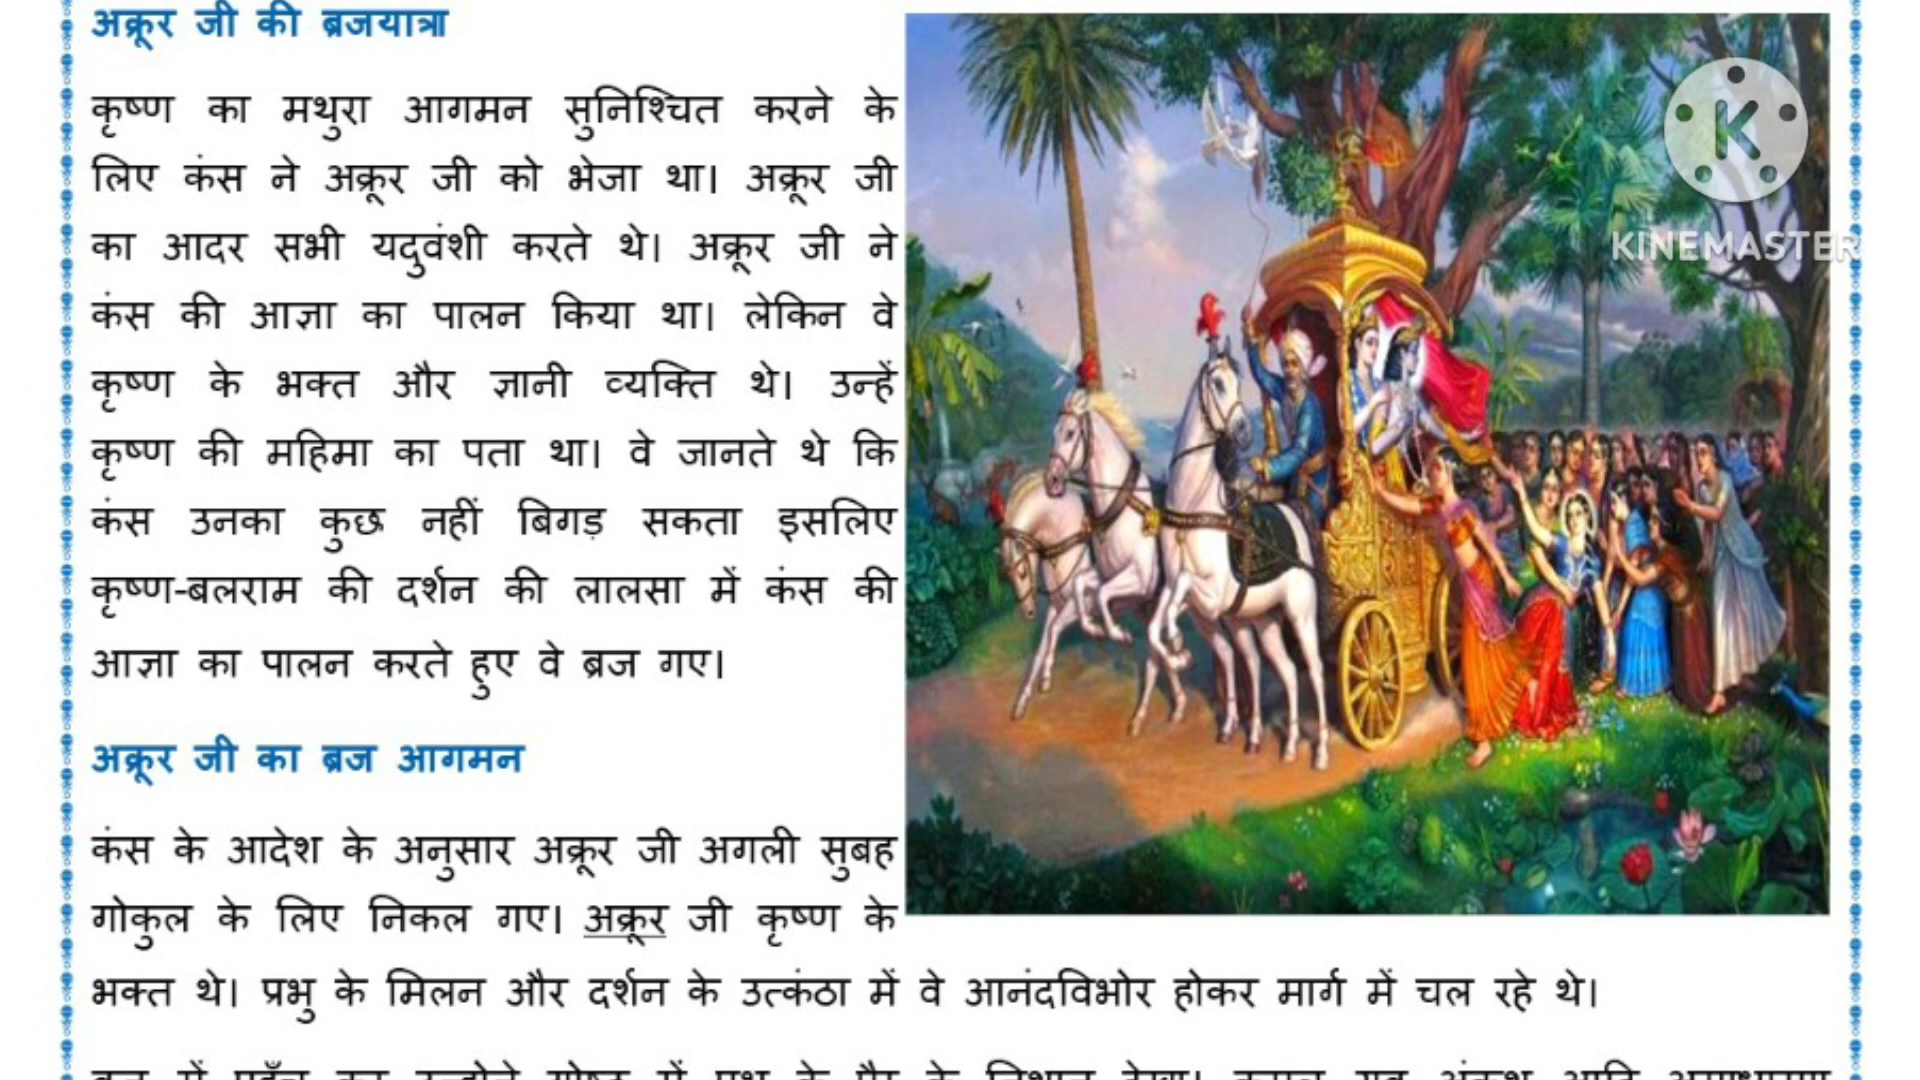 अक्रूर जी की ब्रजयात्रा
कृष्ण का मथुरा आगमन सुनिश्चित करने के
लिए कंस ने अक्रूर जी को भेजा था। अक्रूर जी
का आदर सभी यदुवंशी करते थे। अक्रूर जी ने
कंस की आज्ञा का पालन किया था। लेकिन वे
कृष्ण के भक्त और ज्ञानी व्यक्ति थे। उन्हें
कृष्ण की महिमा का पता था। वे जानते थे कि
कंस उनका कुछ नहीं बिगड़ सकता इसलिए
कृष्ण-बलराम की दर्शन की लालसा में कंस की
आज्ञा का पालन करते हुए वे ब्रज गए।
अक्रूर जी का ब्रज आगमन
कंस के आदेश के अनुसार अक्रूर जी अगली सुबह
गोकुल के लिए निकल गए। अक्रूर जी कृष्ण के
भक्त थे। प्रभु के मिलन और दर्शन के उत्कंठा में वे आनंदविभोर होकर मार्ग में चल रहे थे।
K
KINEMASTER